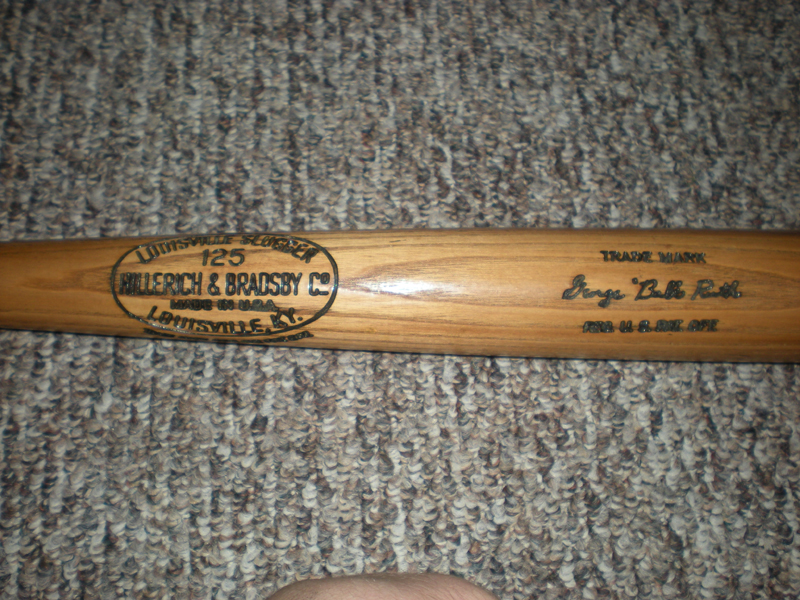 LOUISVILLE SLUGGER
125
HILLERICH & BRADSBY Cº
MADE IN U.S.A.
LOUISVILLE, KY.
TRADE MARK
George "Babe" Ruth
REG. U. S. PAT. OFF.